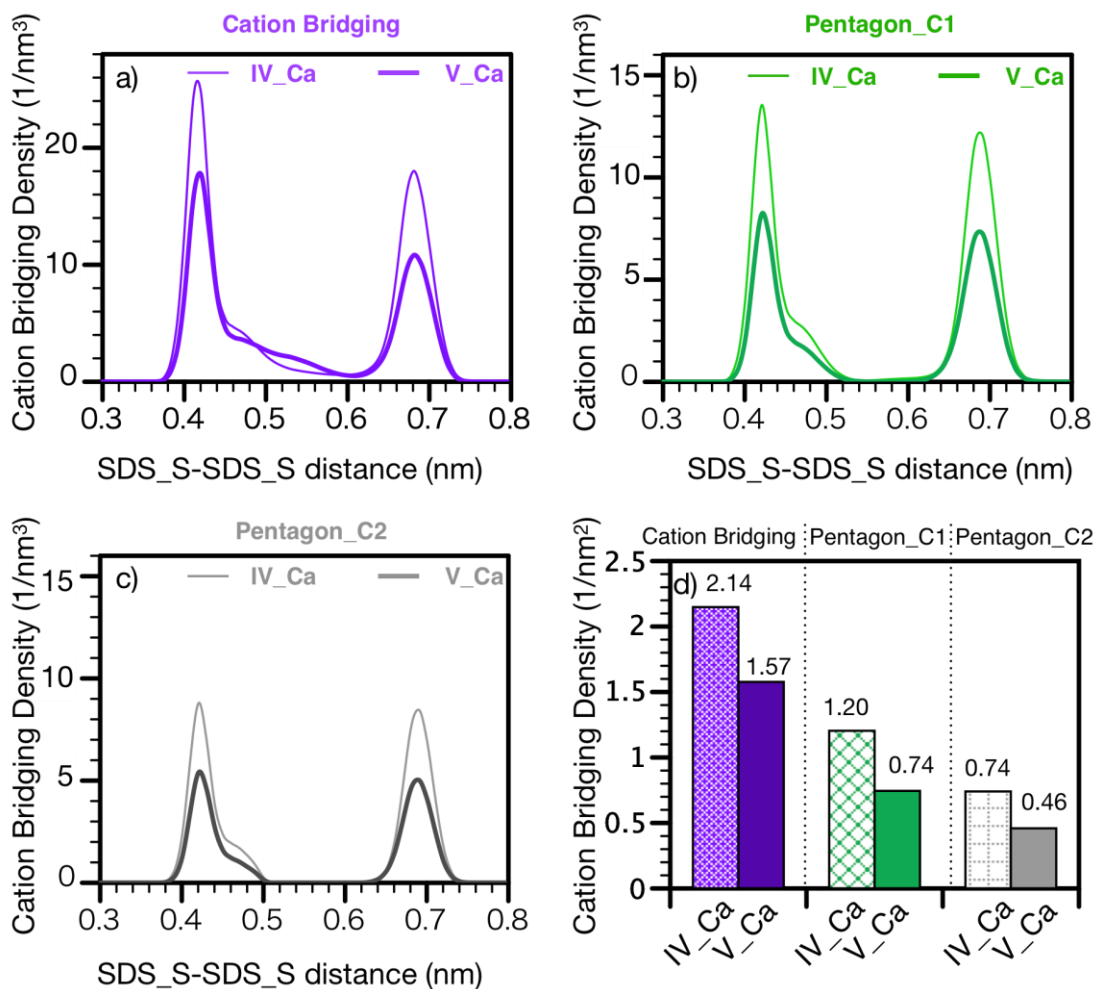 Cation Bridging
a) IV_Ca V_Ca
Cation Bridging Density (1/nm³)
20
10
0
0.3 0.4 0.5 0.6 0.7 0.8
SDS_S-SDS_S distance (nm)
Pentagon_C1
b) IV_Ca V_Ca
Cation Bridging Density (1/nm³)
15
10
5
0
0.3 0.4 0.5 0.6 0.7 0.8
SDS_S-SDS_S distance (nm)
Pentagon_C2
c) IV_Ca V_Ca
Cation Bridging Density (1/nm³)
15
10
5
0
0.3 0.4 0.5 0.6 0.7 0.8
SDS_S-SDS_S distance (nm)
Cation Bridging Pentagon_C1 Pentagon_C2
d)
Cation Bridging Density (1/nm²)
2.5
2
1.5
1
0.5
0
2.14
1.57
1.20
0.74
0.74
0.46
IV_Ca V_Ca IV_Ca V_Ca IV_Ca V_Ca